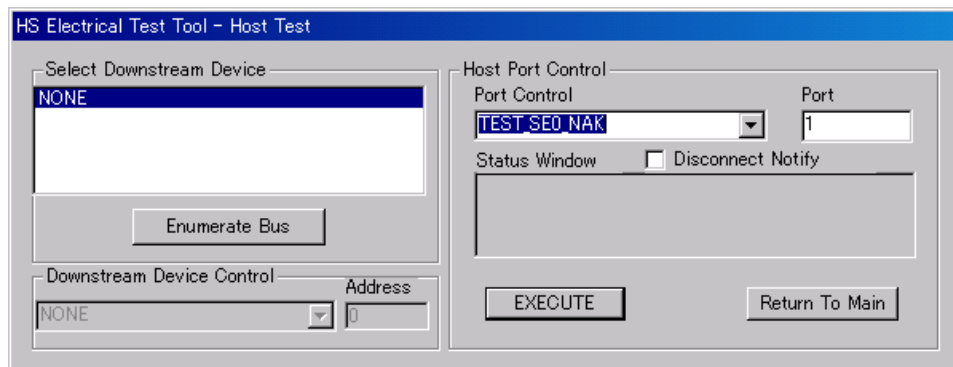 HS Electrical Test Tool - Host Test
Select Downstream Device
NONE
Enumerate Bus
Downstream Device Control
Address
NONE
0
Host Port Control
Port Control
Port
TEST_SE0_NAK
1
Status Window
Disconnect Notify
EXECUTE
Return To Main